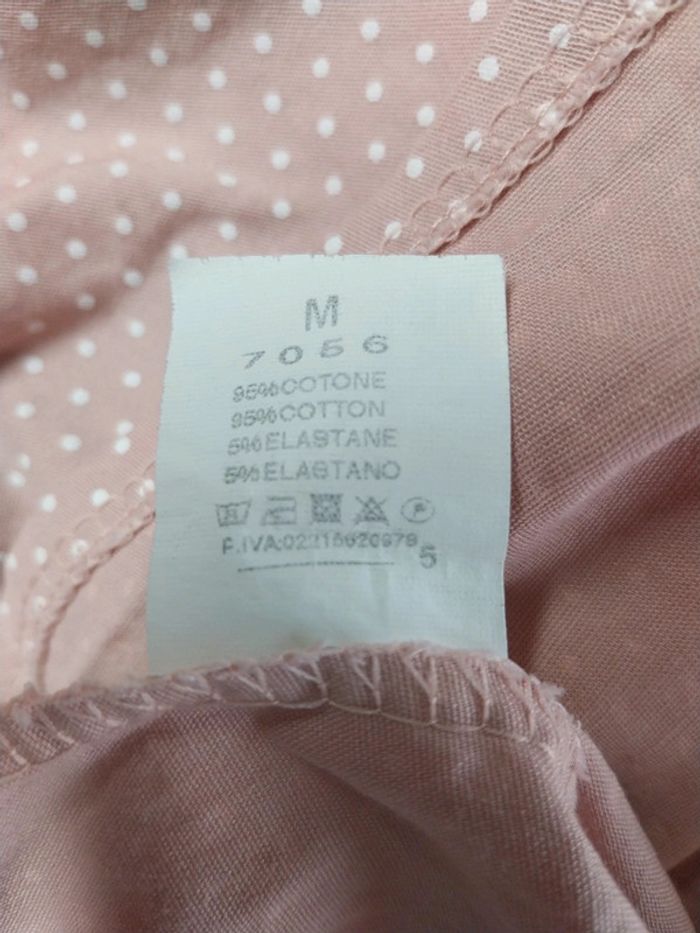 M
7056
95%COTONE
95%COTTON
5%ELASTANE
5%ELASTANO
P.IVA:02215620979
5